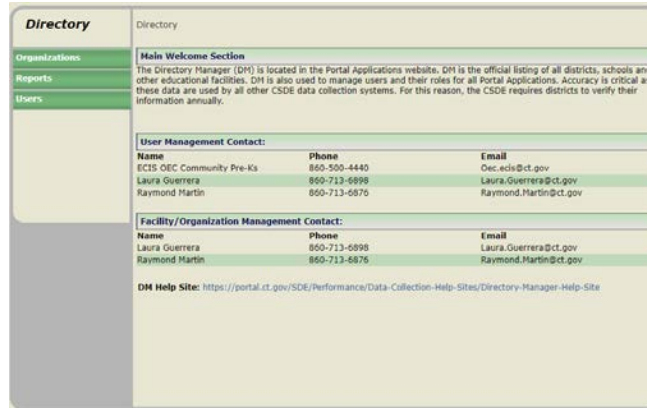 Directory
Directory
Organizations
Reports
Users
Main Welcome Section
The Directory Manager (DM) is located in the Portal Applications website. DM is the official listing of all districts, schools an
other educational facilities. DM is also used to manage users and their roles for all Portal Applications. Accuracy is critical a
these data are used by all other CSDE data collection systems. For this reason, the CSDE requires districts to verify their
information annually.
User Management Contact:
Name Phone Email
ECIS OEC Community Pre-Ks 860-500-4440 Oec.ecis@ct.gov
Laura Guerrera 860-713-6898 Laura.Guerrera@ct.gov
Raymond Martin 860-713-6876 Raymond.Martin@ct.gov
Facility/Organization Management Contact:
Name Phone Email
Laura Guerrera 860-713-6898 Laura.Guerrera@ct.gov
Raymond Martin 860-713-6876 Raymond.Martin@ct.gov
DM Help Site: https://portal.ct.gov/SDE/Performance/Data-Collection-Help-Sites/Directory-Manager-Help-Site